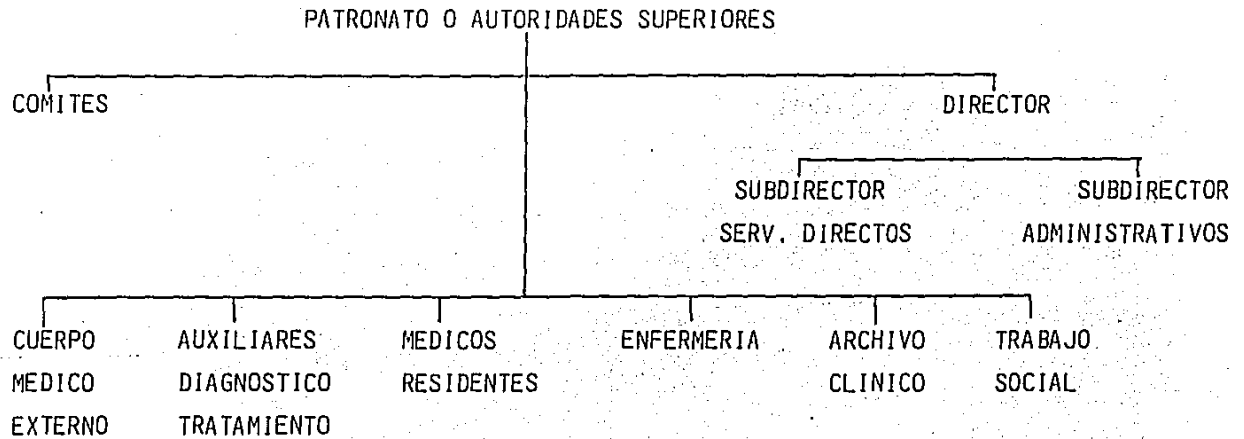 PATRONATO O AUTORIDADES SUPERIORES
COMITES DIRECTOR
SUBDIRECTOR SUBDIRECTOR
SERV. DIRECTOS ADMINISTRATIVOS
CUERPO AUXILIARES MEDICOS ENFERMERIA ARCHIVO TRABAJO
MEDICO DIAGNOSTICO RESIDENTES CLINICO SOCIAL
EXTERNO TRATAMIENTO